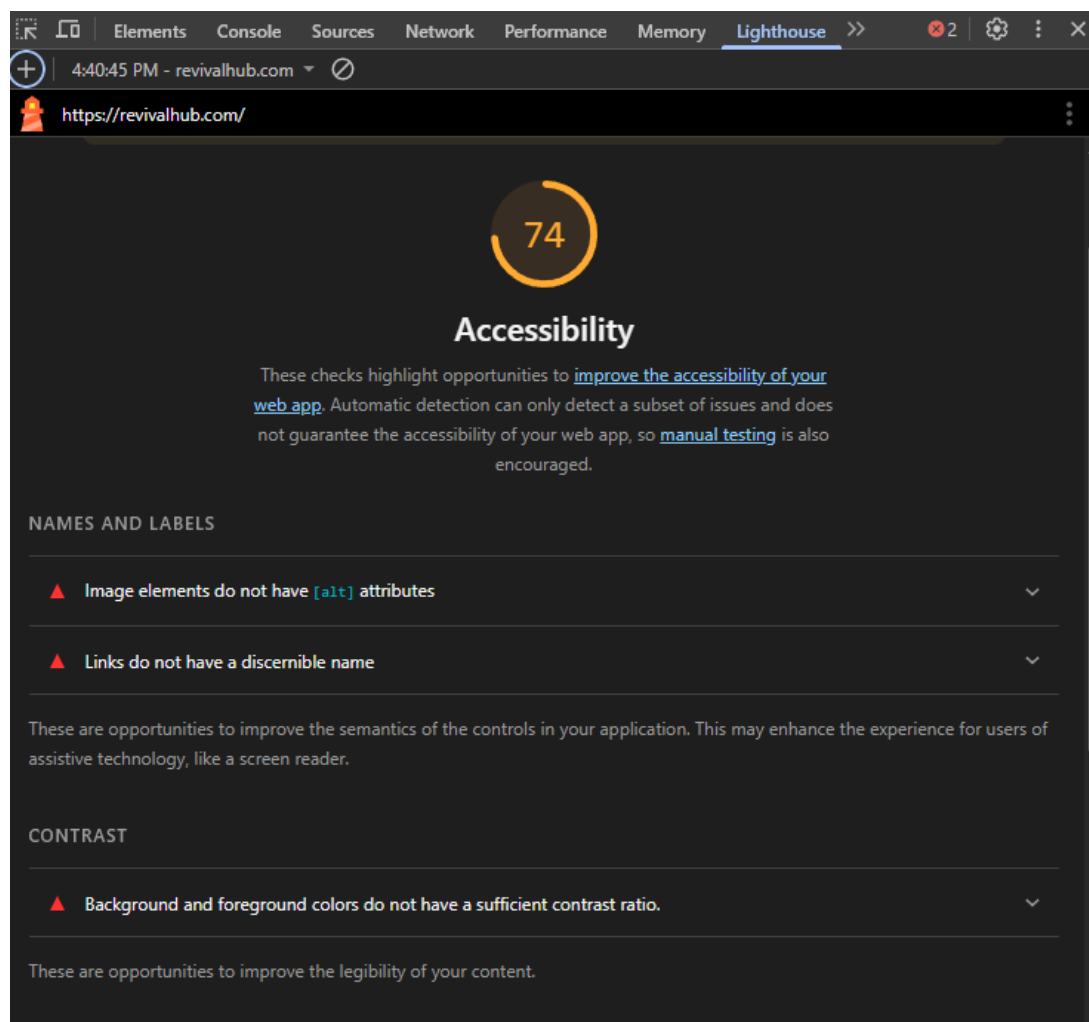 Elements Console Sources Network Performance Memory Lighthouse 2
4:40:45 PM - revivalhub.com
https://revivalhub.com/
74
Accessibility
These checks highlight opportunities to improve the accessibility of your
web app. Automatic detection can only detect a subset of issues and does
not guarantee the accessibility of your web app, so manual testing is also
encouraged.
NAMES AND LABELS
Image elements do not have [alt] attributes
Links do not have a discernible name
These are opportunities to improve the semantics of the controls in your application. This may enhance the experience for users of
assistive technology, like a screen reader.
CONTRAST
Background and foreground colors do not have a sufficient contrast ratio.
These are opportunities to improve the legibility of your content.